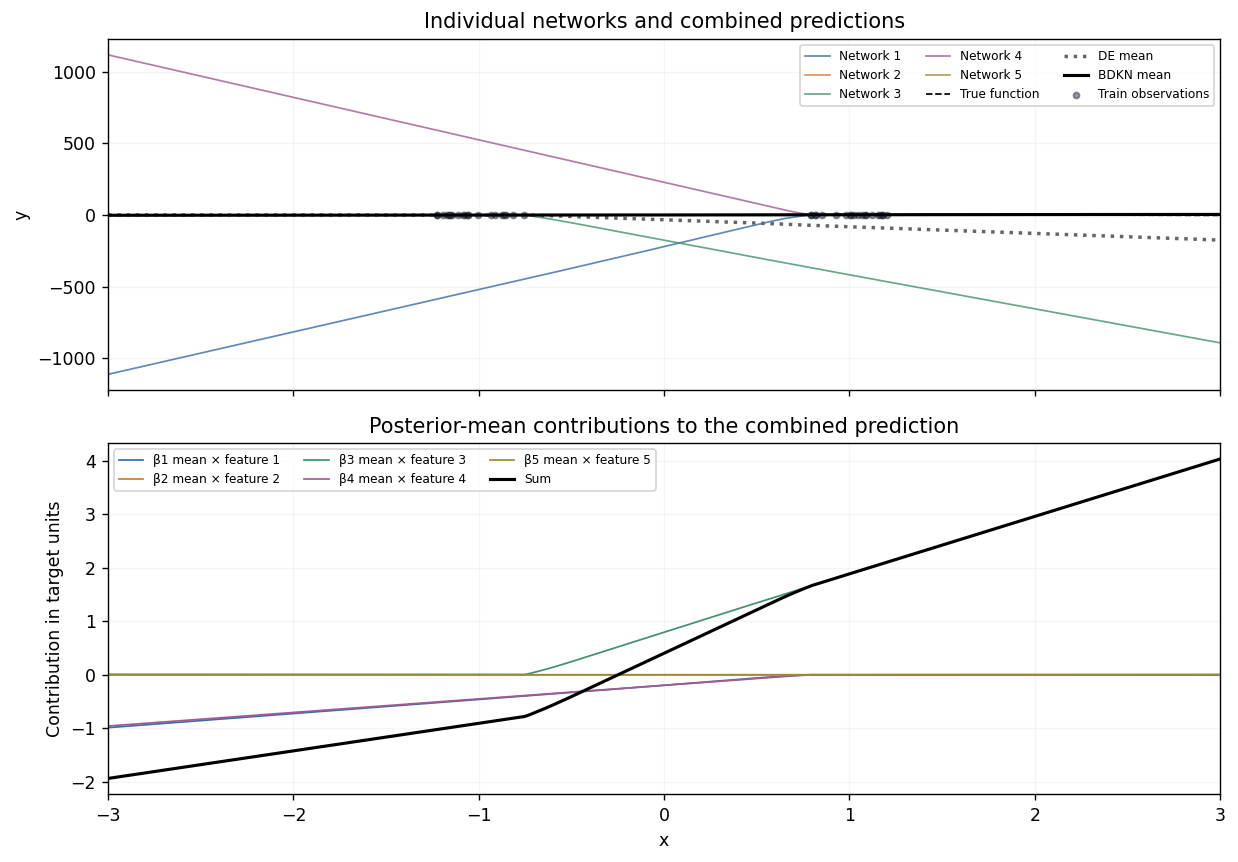 Individual networks and combined predictions
1000
500
0
−500
−1000
y
Network 1
Network 2
Network 3
Network 4
Network 5
True function
DE mean
BDKN mean
Train observations
Posterior-mean contributions to the combined prediction
4
3
2
1
0
−1
−2
Contribution in target units
β1 mean × feature 1
β2 mean × feature 2
β3 mean × feature 3
β4 mean × feature 4
β5 mean × feature 5
Sum
−3
−2
−1
0
1
2
3
x